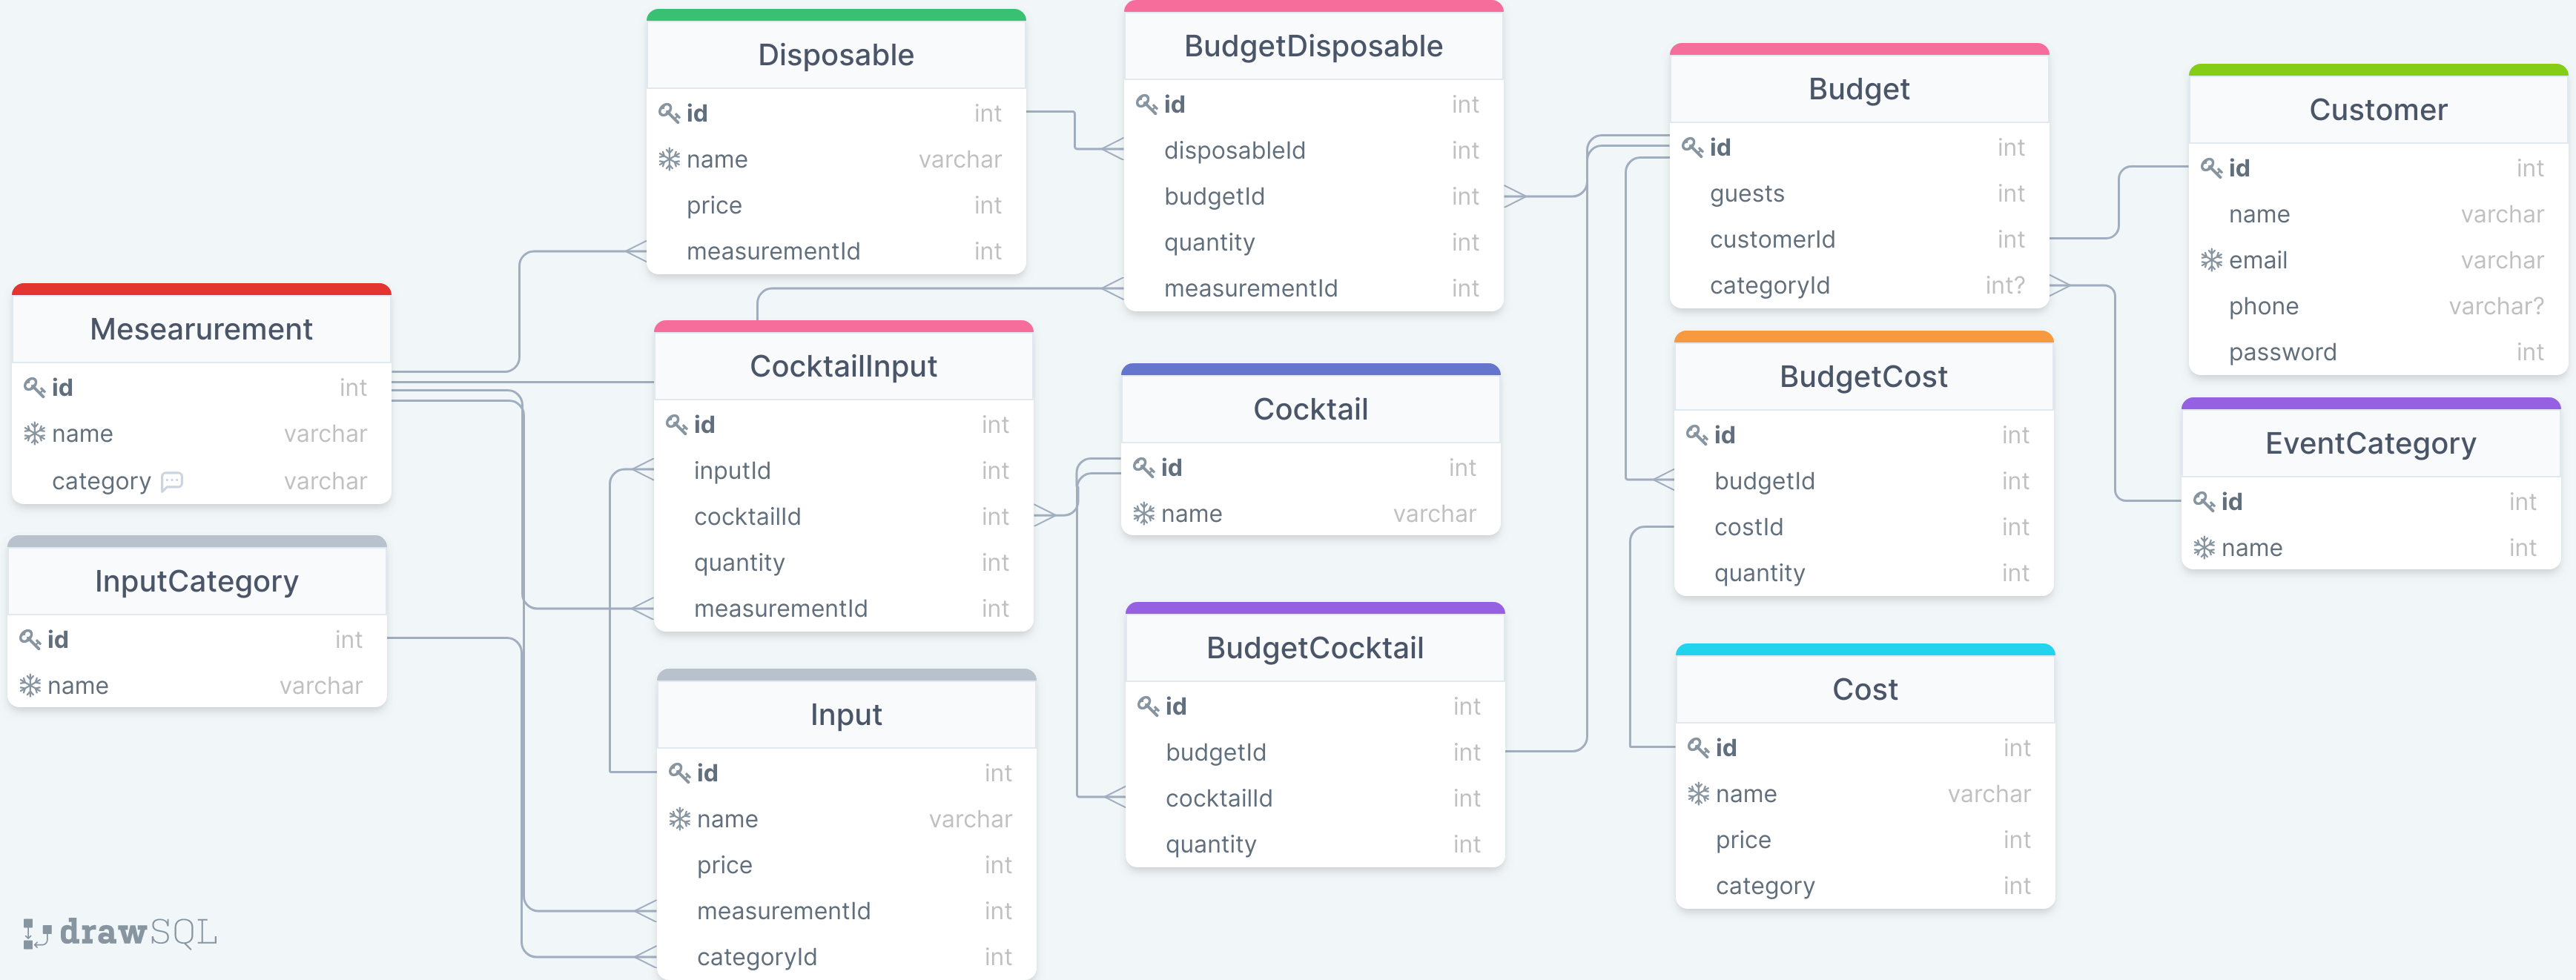 Disposable
id int
name varchar
price int
measurementId int
BudgetDisposable
id int
disposableId int
budgetId int
quantity int
measurementId int
Budget
id int
guests int
customerId int
categoryId int?
Customer
id int
name varchar
email varchar
phone varchar?
password int
Mesearurement
id int
name varchar
category varchar
CocktailInput
id int
inputId int
cocktailId int
quantity int
measurementId int
Cocktail
id int
name varchar
BudgetCost
id int
budgetId int
costId int
quantity int
EventCategory
id int
name int
InputCategory
id int
name varchar
Input
id int
name varchar
price int
measurementId int
categoryId int
BudgetCocktail
id int
budgetId int
cocktailId int
quantity int
Cost
id int
name varchar
price int
category int
drawSQL